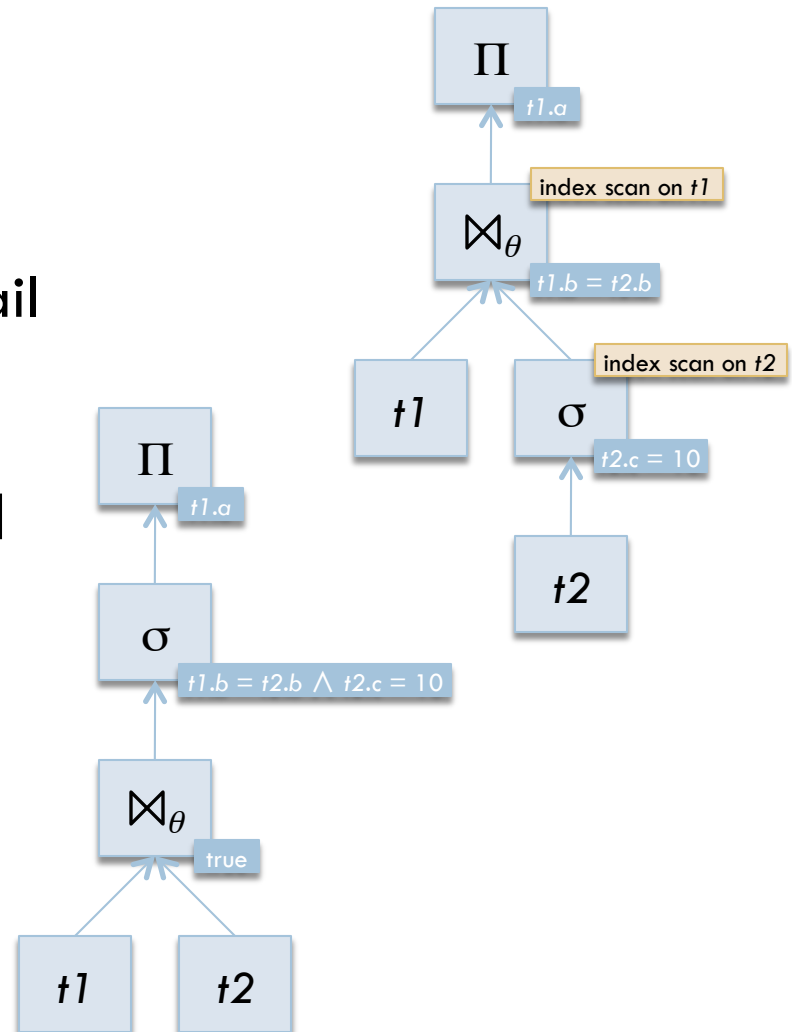 Π
t1.a
index scan on t1
⋈θ
t1.b = t2.b
ail
t1
index scan on t2
σ
t2.c = 10
t2
Π
t1.a
σ
t1.b = t2.b ∧ t2.c = 10
⋈θ
true
t1 t2